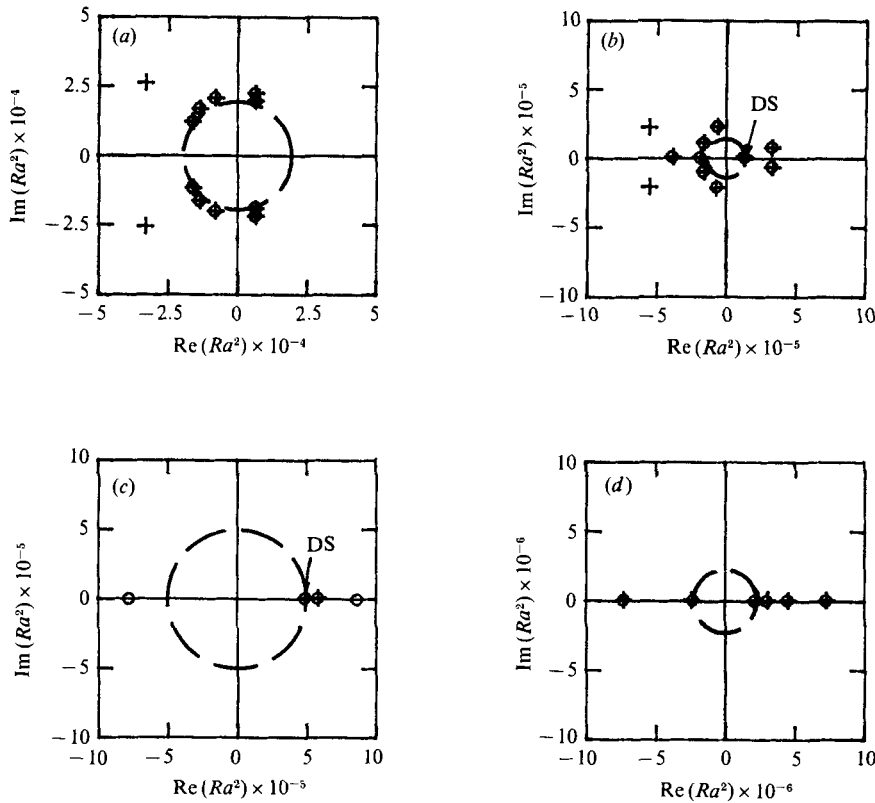 (a)
5
2.5
0
−2.5
−5
−5
−2.5
0
2.5
5
Im (Ra²) × 10⁻⁴
Re (Ra²) × 10⁻⁴
(b)
DS
10
5
0
−5
−10
−10
−5
0
5
10
Im (Ra²) × 10⁻⁵
Re (Ra²) × 10⁻⁵
(c)
DS
10
5
0
−5
−10
−10
−5
0
5
10
Im (Ra²) × 10⁻⁵
Re (Ra²) × 10⁻⁵
(d)
10
5
0
−5
−10
−10
−5
0
5
10
Im (Ra²) × 10⁻⁶
Re (Ra²) × 10⁻⁶